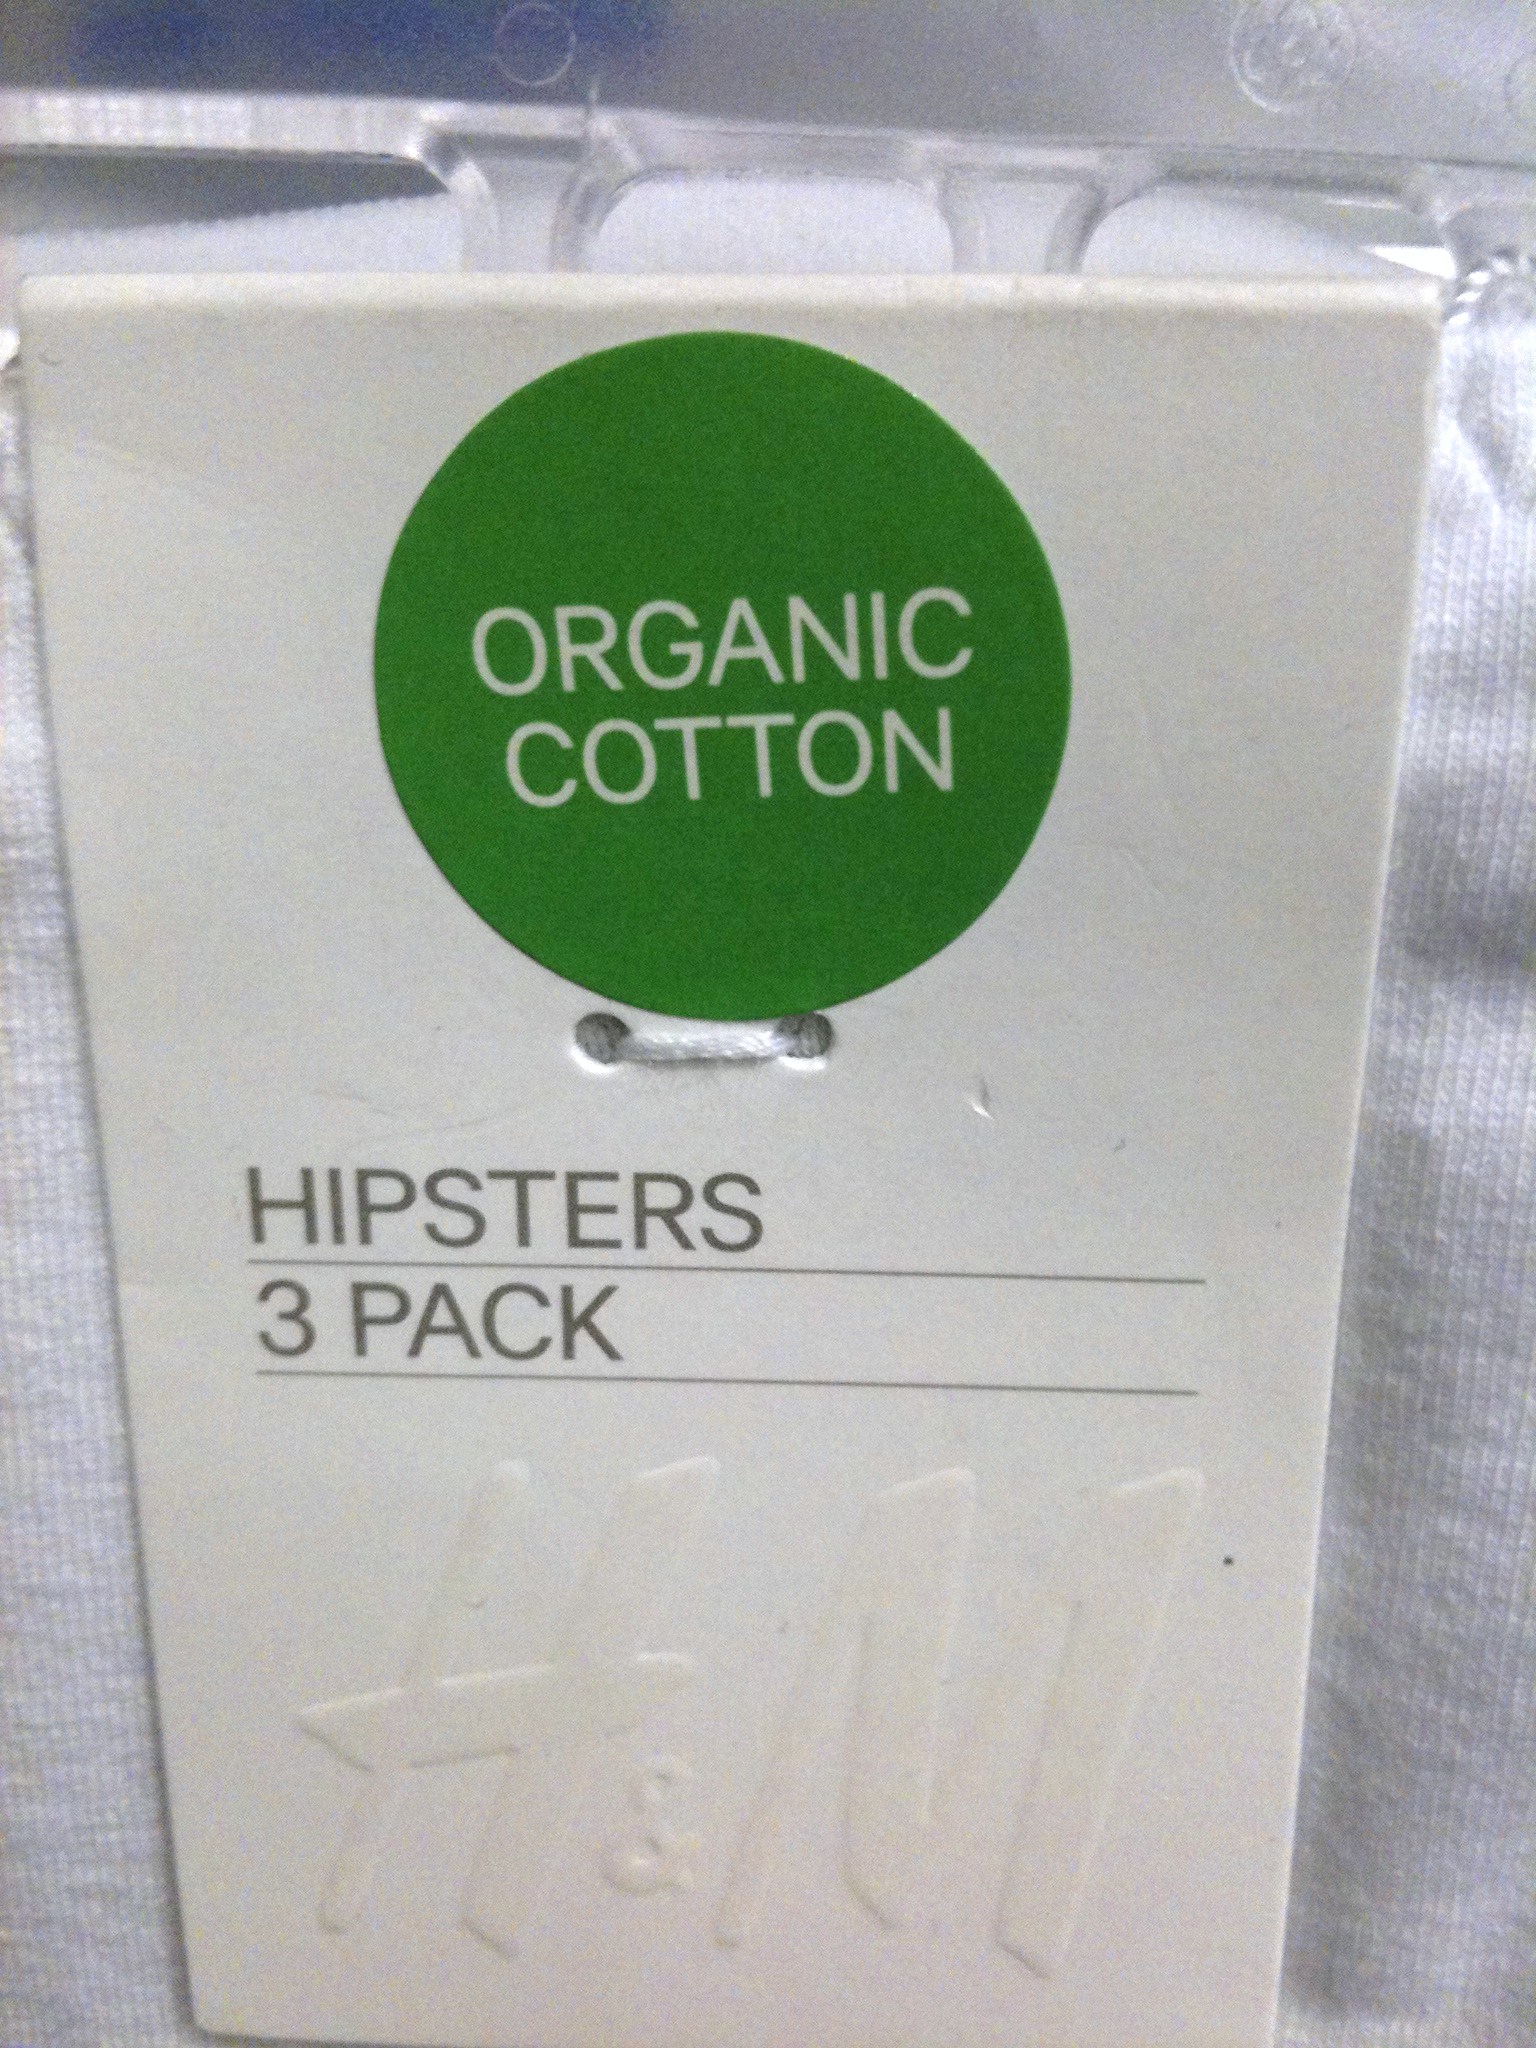 ORGANIC
COTTON
HIPSTERS
3 PACK
H&M